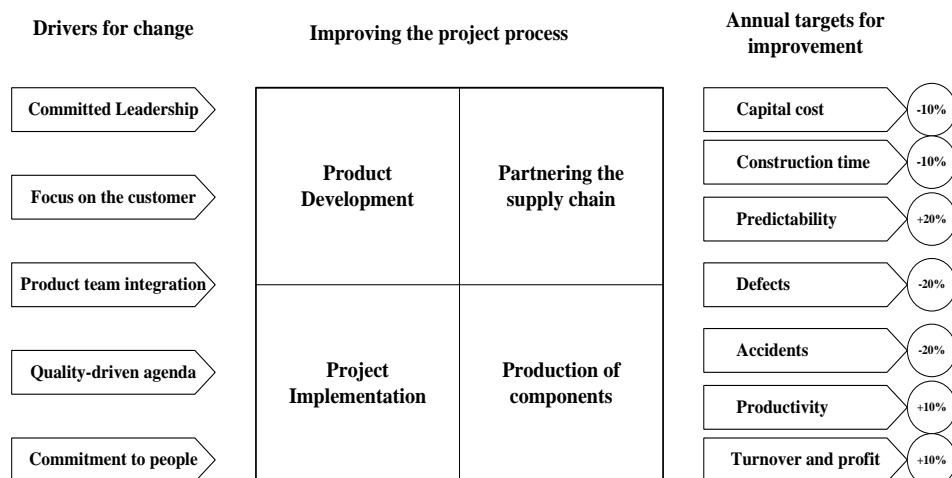 Drivers for change
Improving the project process
Annual targets for
improvement
Committed Leadership
Focus on the customer
Product team integration
Quality-driven agenda
Commitment to people
Product
Development
Partnering the
supply chain
Project
Implementation
Production of
components
Capital cost
-10%
Construction time
-10%
Predictability
+20%
Defects
-20%
Accidents
-20%
Productivity
+10%
Turnover and profit
+10%